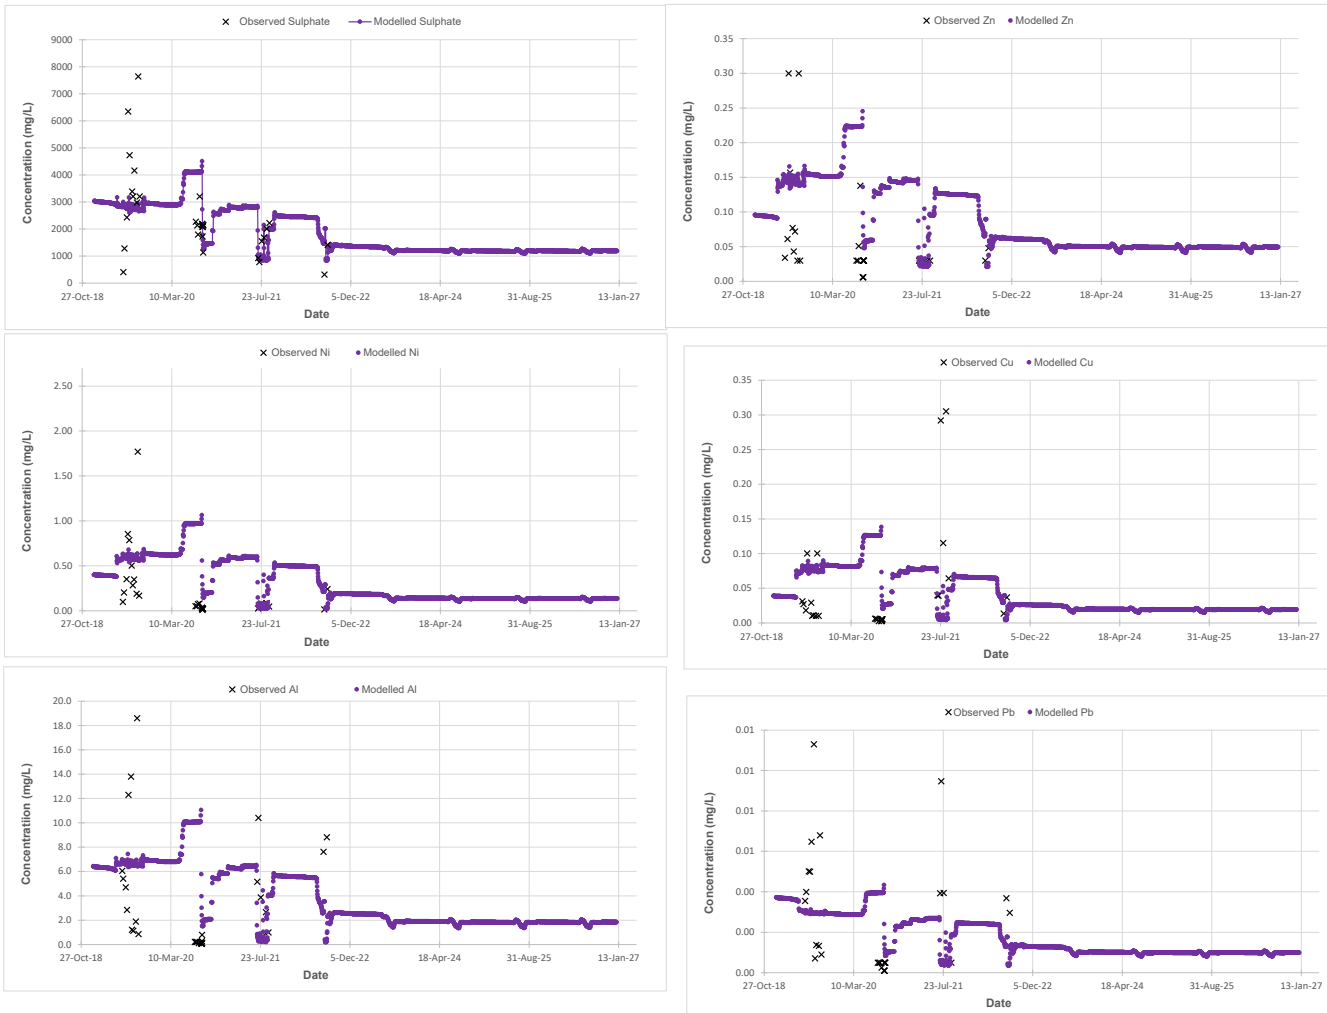 Observed Sulphate Modelled Sulphate
9000
8000
7000
6000
5000
4000
3000
2000
1000
0
Concentratiion (mg/L)
27-Oct-18 10-Mar-20 23-Jul-21 5-Dec-22 18-Apr-24 31-Aug-25 13-Jan-27
Date
Observed Zn Modelled Zn
0.35
0.30
0.25
0.20
0.15
0.10
0.05
0.00
Concentratiion (mg/L)
27-Oct-18 10-Mar-20 23-Jul-21 5-Dec-22 18-Apr-24 31-Aug-25 13-Jan-27
Date
Observed Ni Modelled Ni
2.50
2.00
1.50
1.00
0.50
0.00
Concentratiion (mg/L)
27-Oct-18 10-Mar-20 23-Jul-21 5-Dec-22 18-Apr-24 31-Aug-25 13-Jan-27
Date
Observed Cu Modelled Cu
0.35
0.30
0.25
0.20
0.15
0.10
0.05
0.00
Concentratiion (mg/L)
27-Oct-18 10-Mar-20 23-Jul-21 5-Dec-22 18-Apr-24 31-Aug-25 13-Jan-27
Date
Observed Al Modelled Al
20.0
18.0
16.0
14.0
12.0
10.0
8.0
6.0
4.0
2.0
0.0
Concentratiion (mg/L)
27-Oct-18 10-Mar-20 23-Jul-21 5-Dec-22 18-Apr-24 31-Aug-25 13-Jan-27
Date
Observed Pb Modelled Pb
0.01
0.01
0.01
0.01
0.00
0.00
0.00
Concentratiion (mg/L)
27-Oct-18 10-Mar-20 23-Jul-21 5-Dec-22 18-Apr-24 31-Aug-25 13-Jan-27
Date